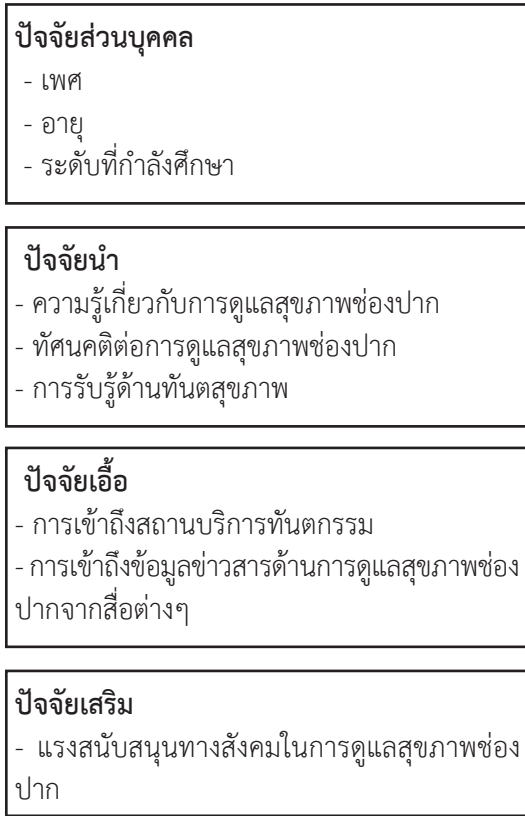 ปัจจัยส่วนบุคคล
- เพศ
- อายุ
- ระดับที่กำลังศึกษา
ปัจจัยนำ
- ความรู้เกี่ยวกับการดูแลสุขภาพช่องปาก
- ทัศนคติต่อการดูแลสุขภาพช่องปาก
- การรับรู้ด้านทันตสุขภาพ
ปัจจัยเอื้อ
- การเข้าถึงสถานบริการทันตกรรม
- การเข้าถึงข้อมูลข่าวสารด้านการดูแลสุขภาพช่อง
ปากจากสื่อต่างๆ
ปัจจัยเสริม
- แรงสนับสนุนทางสังคมในการดูแลสุขภาพช่อง
ปาก